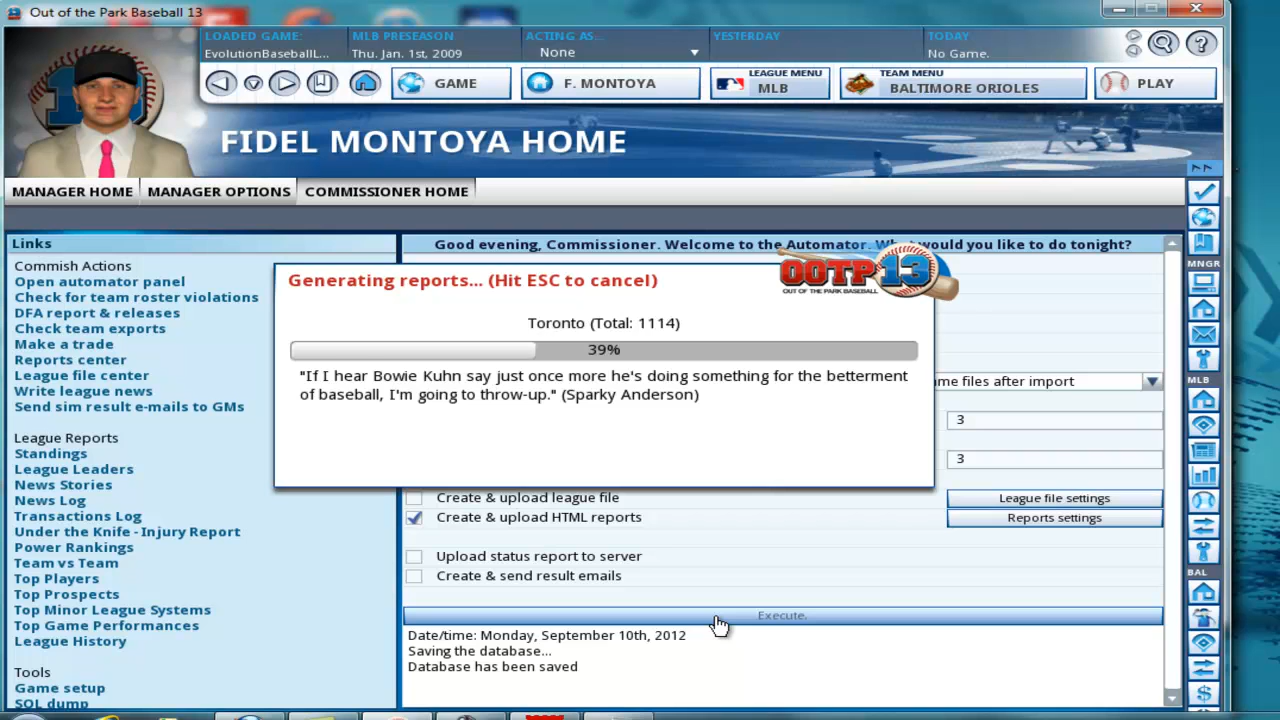 Out of the Park Baseball 13
LOADED GAME:
EvolutionBaseballL...
MLB PRESEASON
Thu. Jan. 1st, 2009
ACTING AS...
None
YESTERDAY
TODAY
No Game.
GAME
F. MONTOYA
LEAGUE MENU
MLB
TEAM MENU
BALTIMORE ORIOLES
PLAY
FIDEL MONTOYA HOME
MANAGER HOME
MANAGER OPTIONS
COMMISSIONER HOME
Links
Commish Actions
Open automator panel
Check for team roster violations
DFA report & releases
Check team exports
Make a trade
Reports center
League file center
Write league news
Send sim result e-mails to GMs
League Reports
Standings
League Leaders
News Stories
News Log
Transactions Log
Under the Knife - Injury Report
Power Rankings
Team vs Team
Top Players
Top Prospects
Top Minor League Systems
Top Game Performances
League History
Tools
Game setup
SQL dump
Good evening, Commissioner. Welcome to the Automator. What would you like to do tonight?
OOTP 13
OUT OF THE PARK BASEBALL
Generating reports... (Hit ESC to cancel)
Toronto (Total: 1114)
39%
"If I hear Bowie Kuhn say just once more he's doing something for the betterment
of baseball, I'm going to throw-up." (Sparky Anderson)
me files after import
3
3
Create & upload league file
League file settings
Create & upload HTML reports
Reports settings
Upload status report to server
Create & send result emails
Execute.
Date/time: Monday, September 10th, 2012
Saving the database...
Database has been saved
MNGR
MLB
BAL